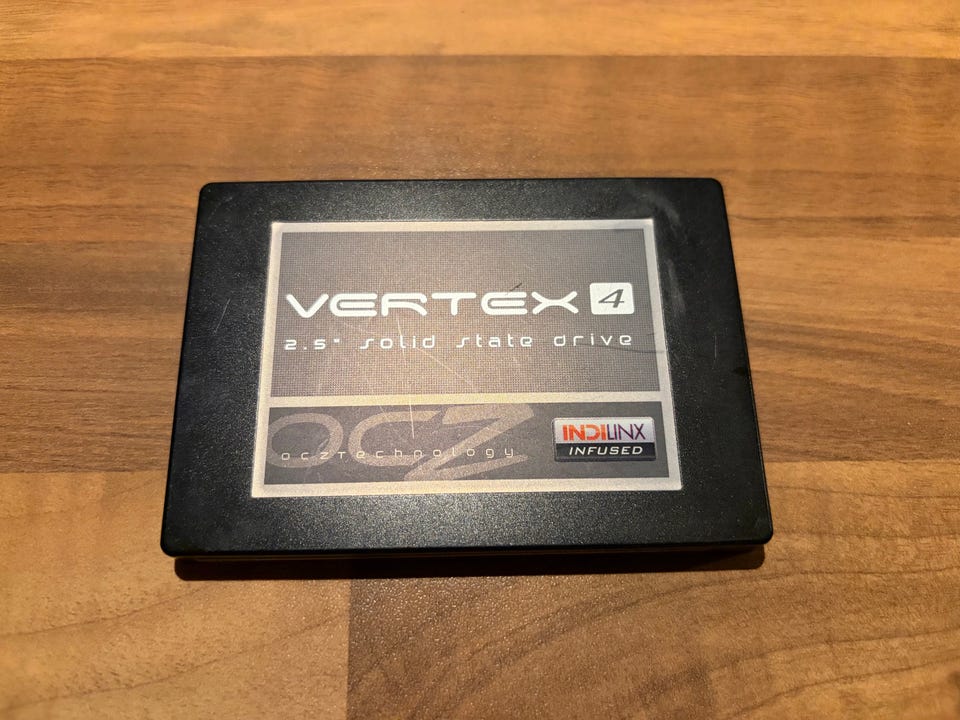 VERTEX 4
2.5" solid state drive
OCZ
ocztechnology
INDILINX
INFUSED